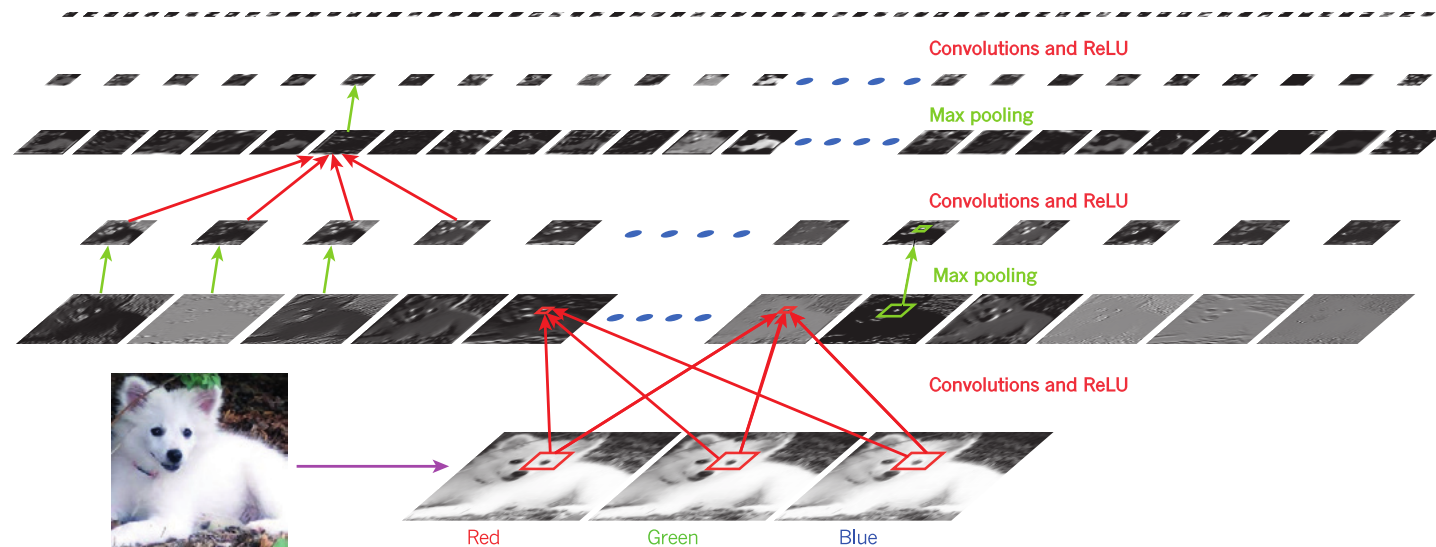 Convolutions and ReLU
Max pooling
Convolutions and ReLU
Max pooling
Convolutions and ReLU
Red
Green
Blue